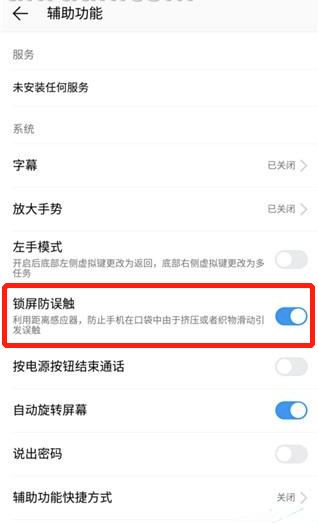 辅助功能
服务
未安装任何服务
系统
字幕 已关闭
放大手势 已关闭
左手模式
开启后底部左侧虚拟键更改为返回，底部右侧虚拟键更改为多
任务
锁屏防误触
利用距离感应器，防止手机在口袋中由于挤压或者织物滑动引
发误触
按电源按钮结束通话
自动旋转屏幕
说出密码
辅助功能快捷方式 关闭